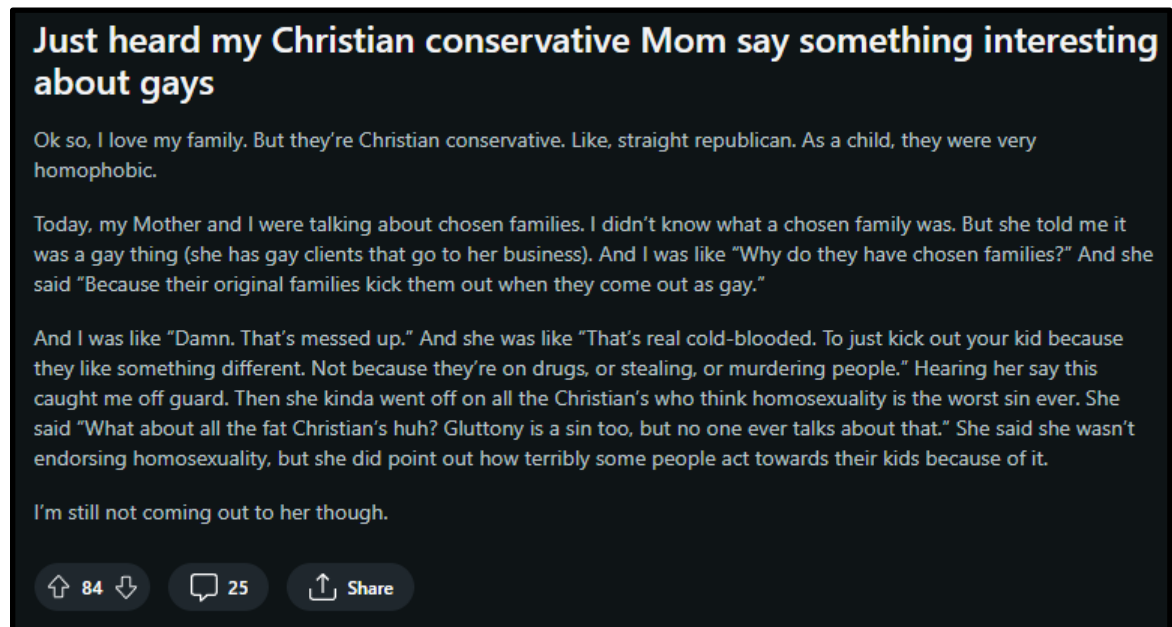 Just heard my Christian conservative Mom say something interesting
about gays
Ok so, I love my family. But they’re Christian conservative. Like, straight republican. As a child, they were very
homophobic.
Today, my Mother and I were talking about chosen families. I didn’t know what a chosen family was. But she told me it
was a gay thing (she has gay clients that go to her business). And I was like “Why do they have chosen families?” And she
said “Because their original families kick them out when they come out as gay.”
And I was like “Damn. That’s messed up.” And she was like “That’s real cold-blooded. To just kick out your kid because
they like something different. Not because they’re on drugs, or stealing, or murdering people.” Hearing her say this
caught me off guard. Then she kinda went off on all the Christian’s who think homosexuality is the worst sin ever. She
said “What about all the fat Christian’s huh? Gluttony is a sin too, but no one ever talks about that.” She said she wasn’t
endorsing homosexuality, but she did point out how terribly some people act towards their kids because of it.
I’m still not coming out to her though.
84 25 Share